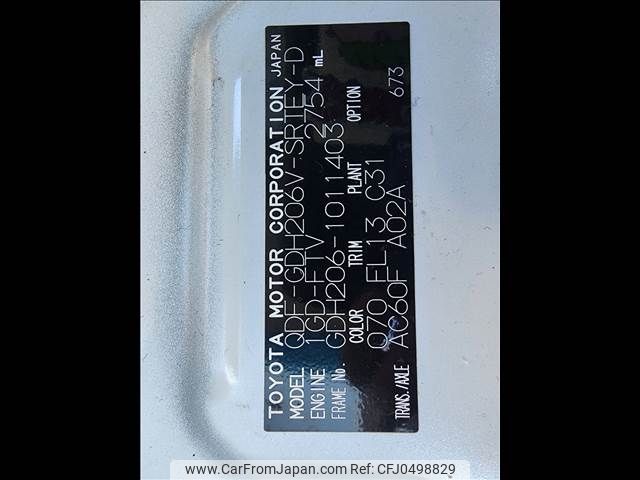 TOYOTA MOTOR CORPORATION JAPAN
MODEL QDF-GDH206V-SRTEY-D
ENGINE 1GD-FTV 2754 mL
FRAME No. GDH206-1011403
COLOR TRIM PLANT OPTION
070 FL13 C31
TRANS./AXLE AC60F A02A 673
www.CarFromJapan.com | Ref No.CFJ0498829